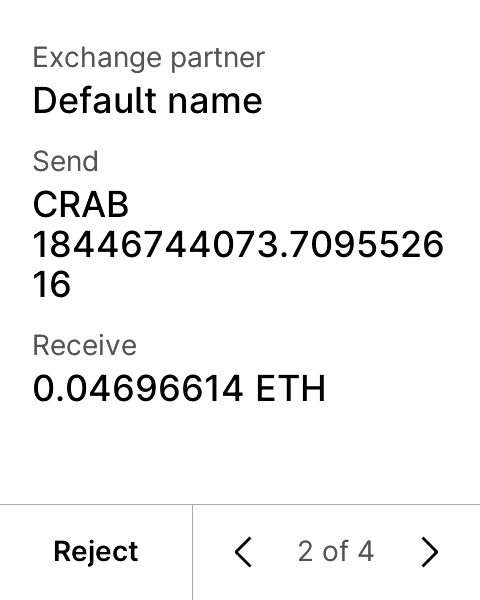 Exchange partner
Default name
Send
CRAB
18446744073.7095526
16
Receive
0.04696614 ETH
Reject
2 of 4